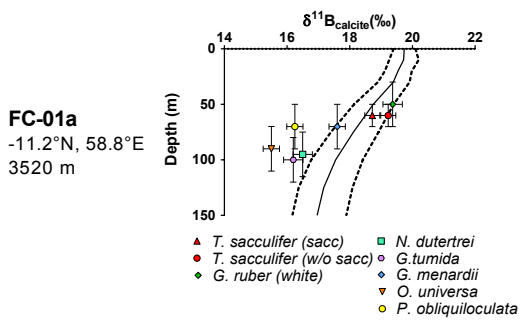 δ¹¹Bcalcite(‰)
14 16 18 20 22
0
50
100
150
Depth (m)
FC-01a
-11.2°N, 58.8°E
3520 m
T. sacculifer (sacc)
T. sacculifer (w/o sacc)
G. ruber (white)
N. dutertrei
G.tumida
G. menardii
O. universa
P. obliquiloculata